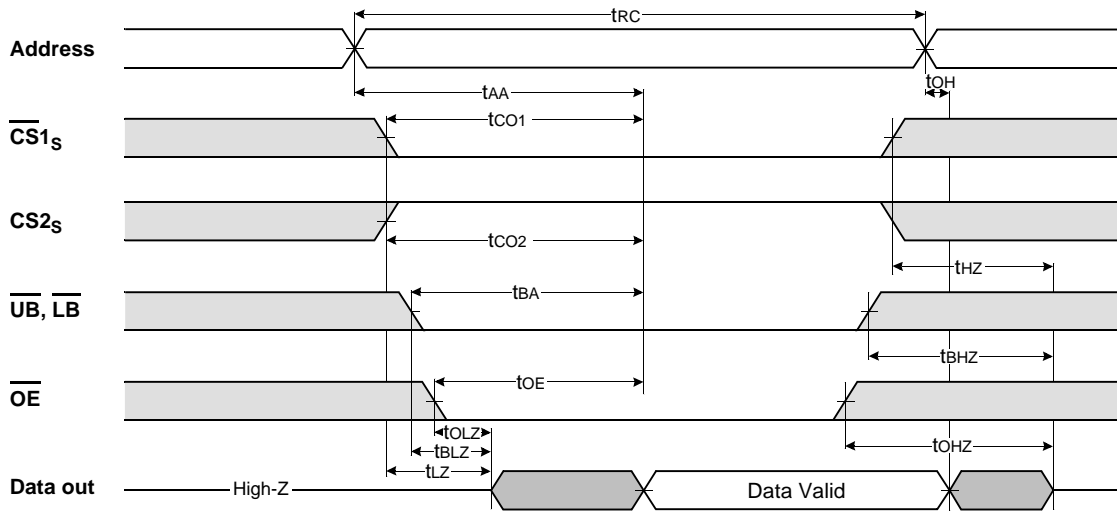 tRC
Address
tOH
tAA
tCO1
CS1S
CS2S
tCO2
tHZ
tBA
UB, LB
tBHZ
tOE
OE
tOLZ
tOHZ
tBLZ
tLZ
Data out
High-Z
Data Valid